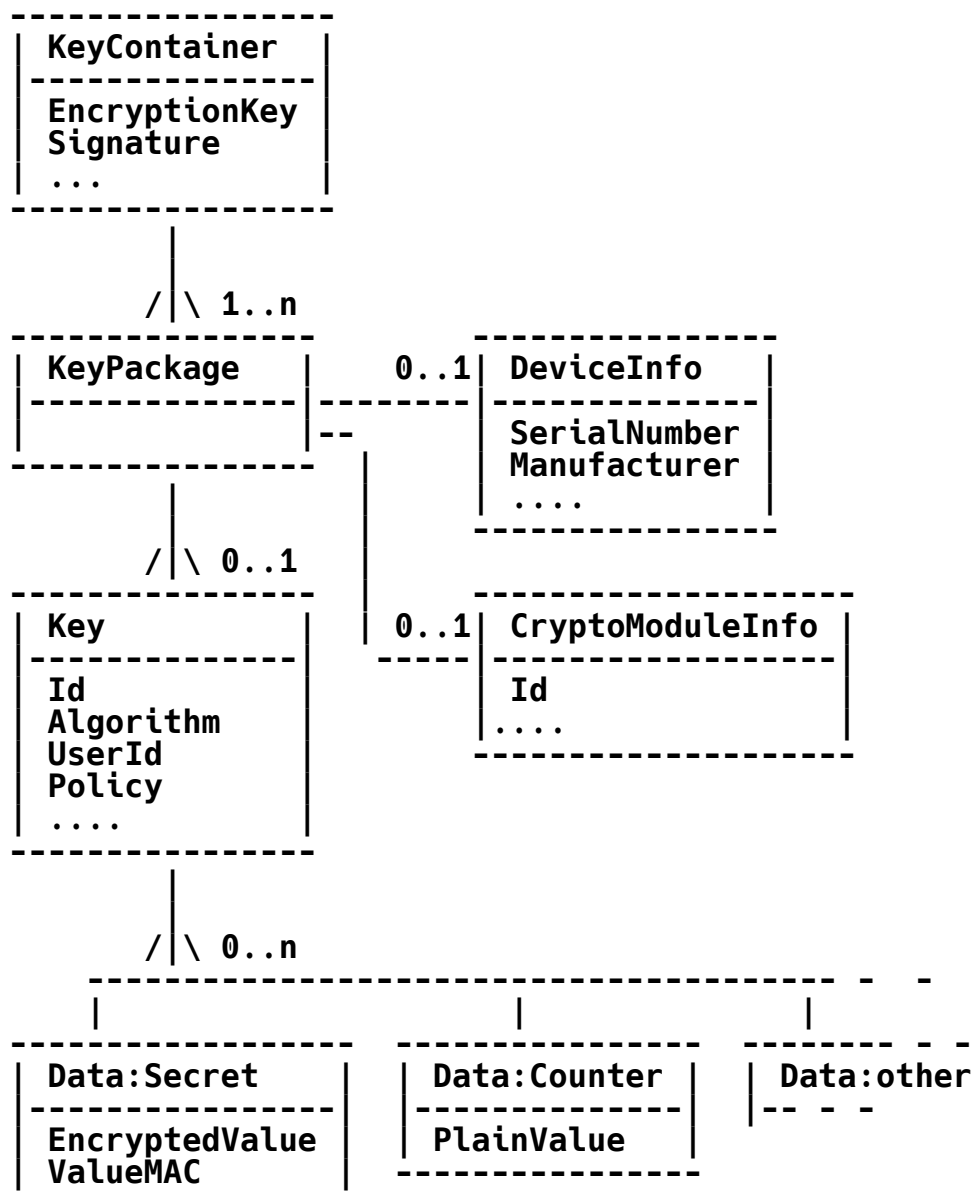 KeyContainer
EncryptionKey
Signature
...
1..n
KeyPackage
0..1
DeviceInfo
SerialNumber
Manufacturer
....
0..1
Key
Id
Algorithm
UserId
Policy
....
0..1
CryptoModuleInfo
Id
....
0..n
Data:Secret
EncryptedValue
ValueMAC
Data:Counter
PlainValue
Data:other